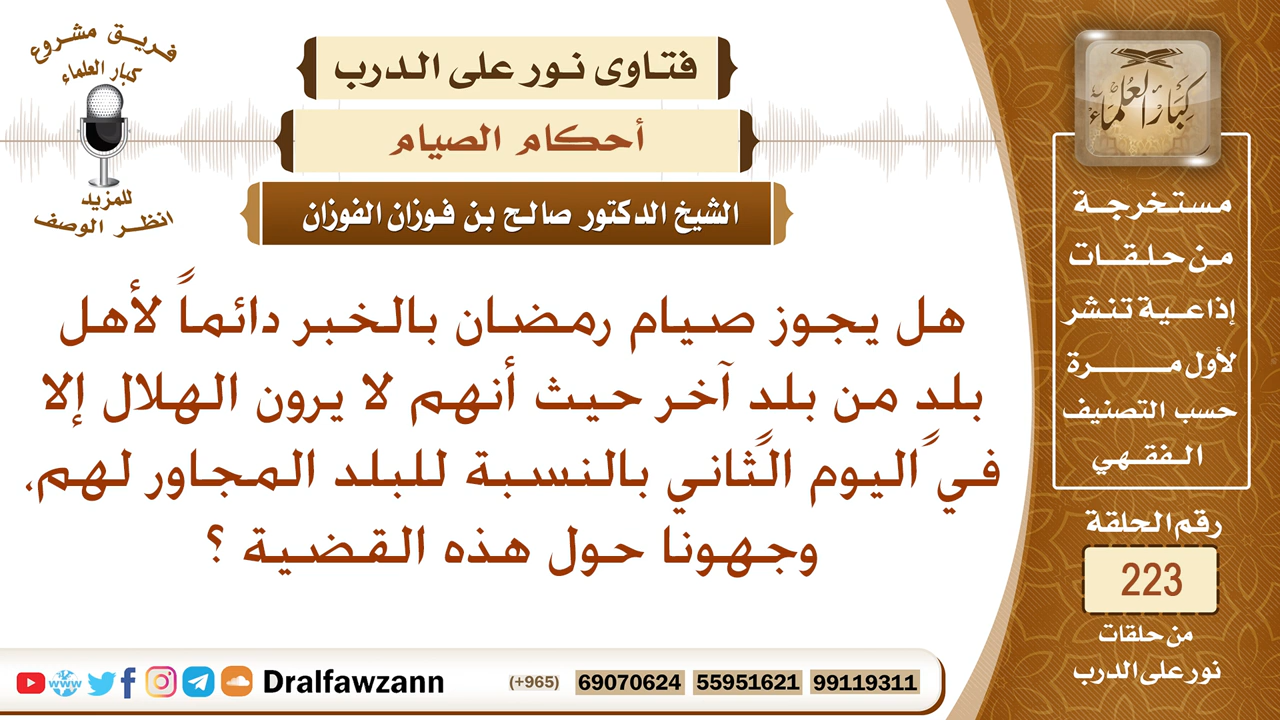 فريق مشروع
كبار العلماء
للمزيد
انظر الوصف
فتاوى نور على الدرب
أحكام الصيام
الشيخ الدكتور صالح بن فوزان الفوزان
هل يجوز صيام رمضان بالخبر دائماً لأهل
بلدٍ من بلدٍ آخر حيث أنهم لا يرون الهلال إلا
في اليوم الثاني بالنسبة للبلد المجاور لهم.
وجهونا حول هذه القضية ؟
كبار العلماء
مستخرجة
من حلقات
إذاعية تنشر
لأول مرة
حسب التصنيف
الفقهي
رقم الحلقة
223
من حلقات
نور على الدرب
www
Dralfawzann
(+965) 69070624 55951621 99119311